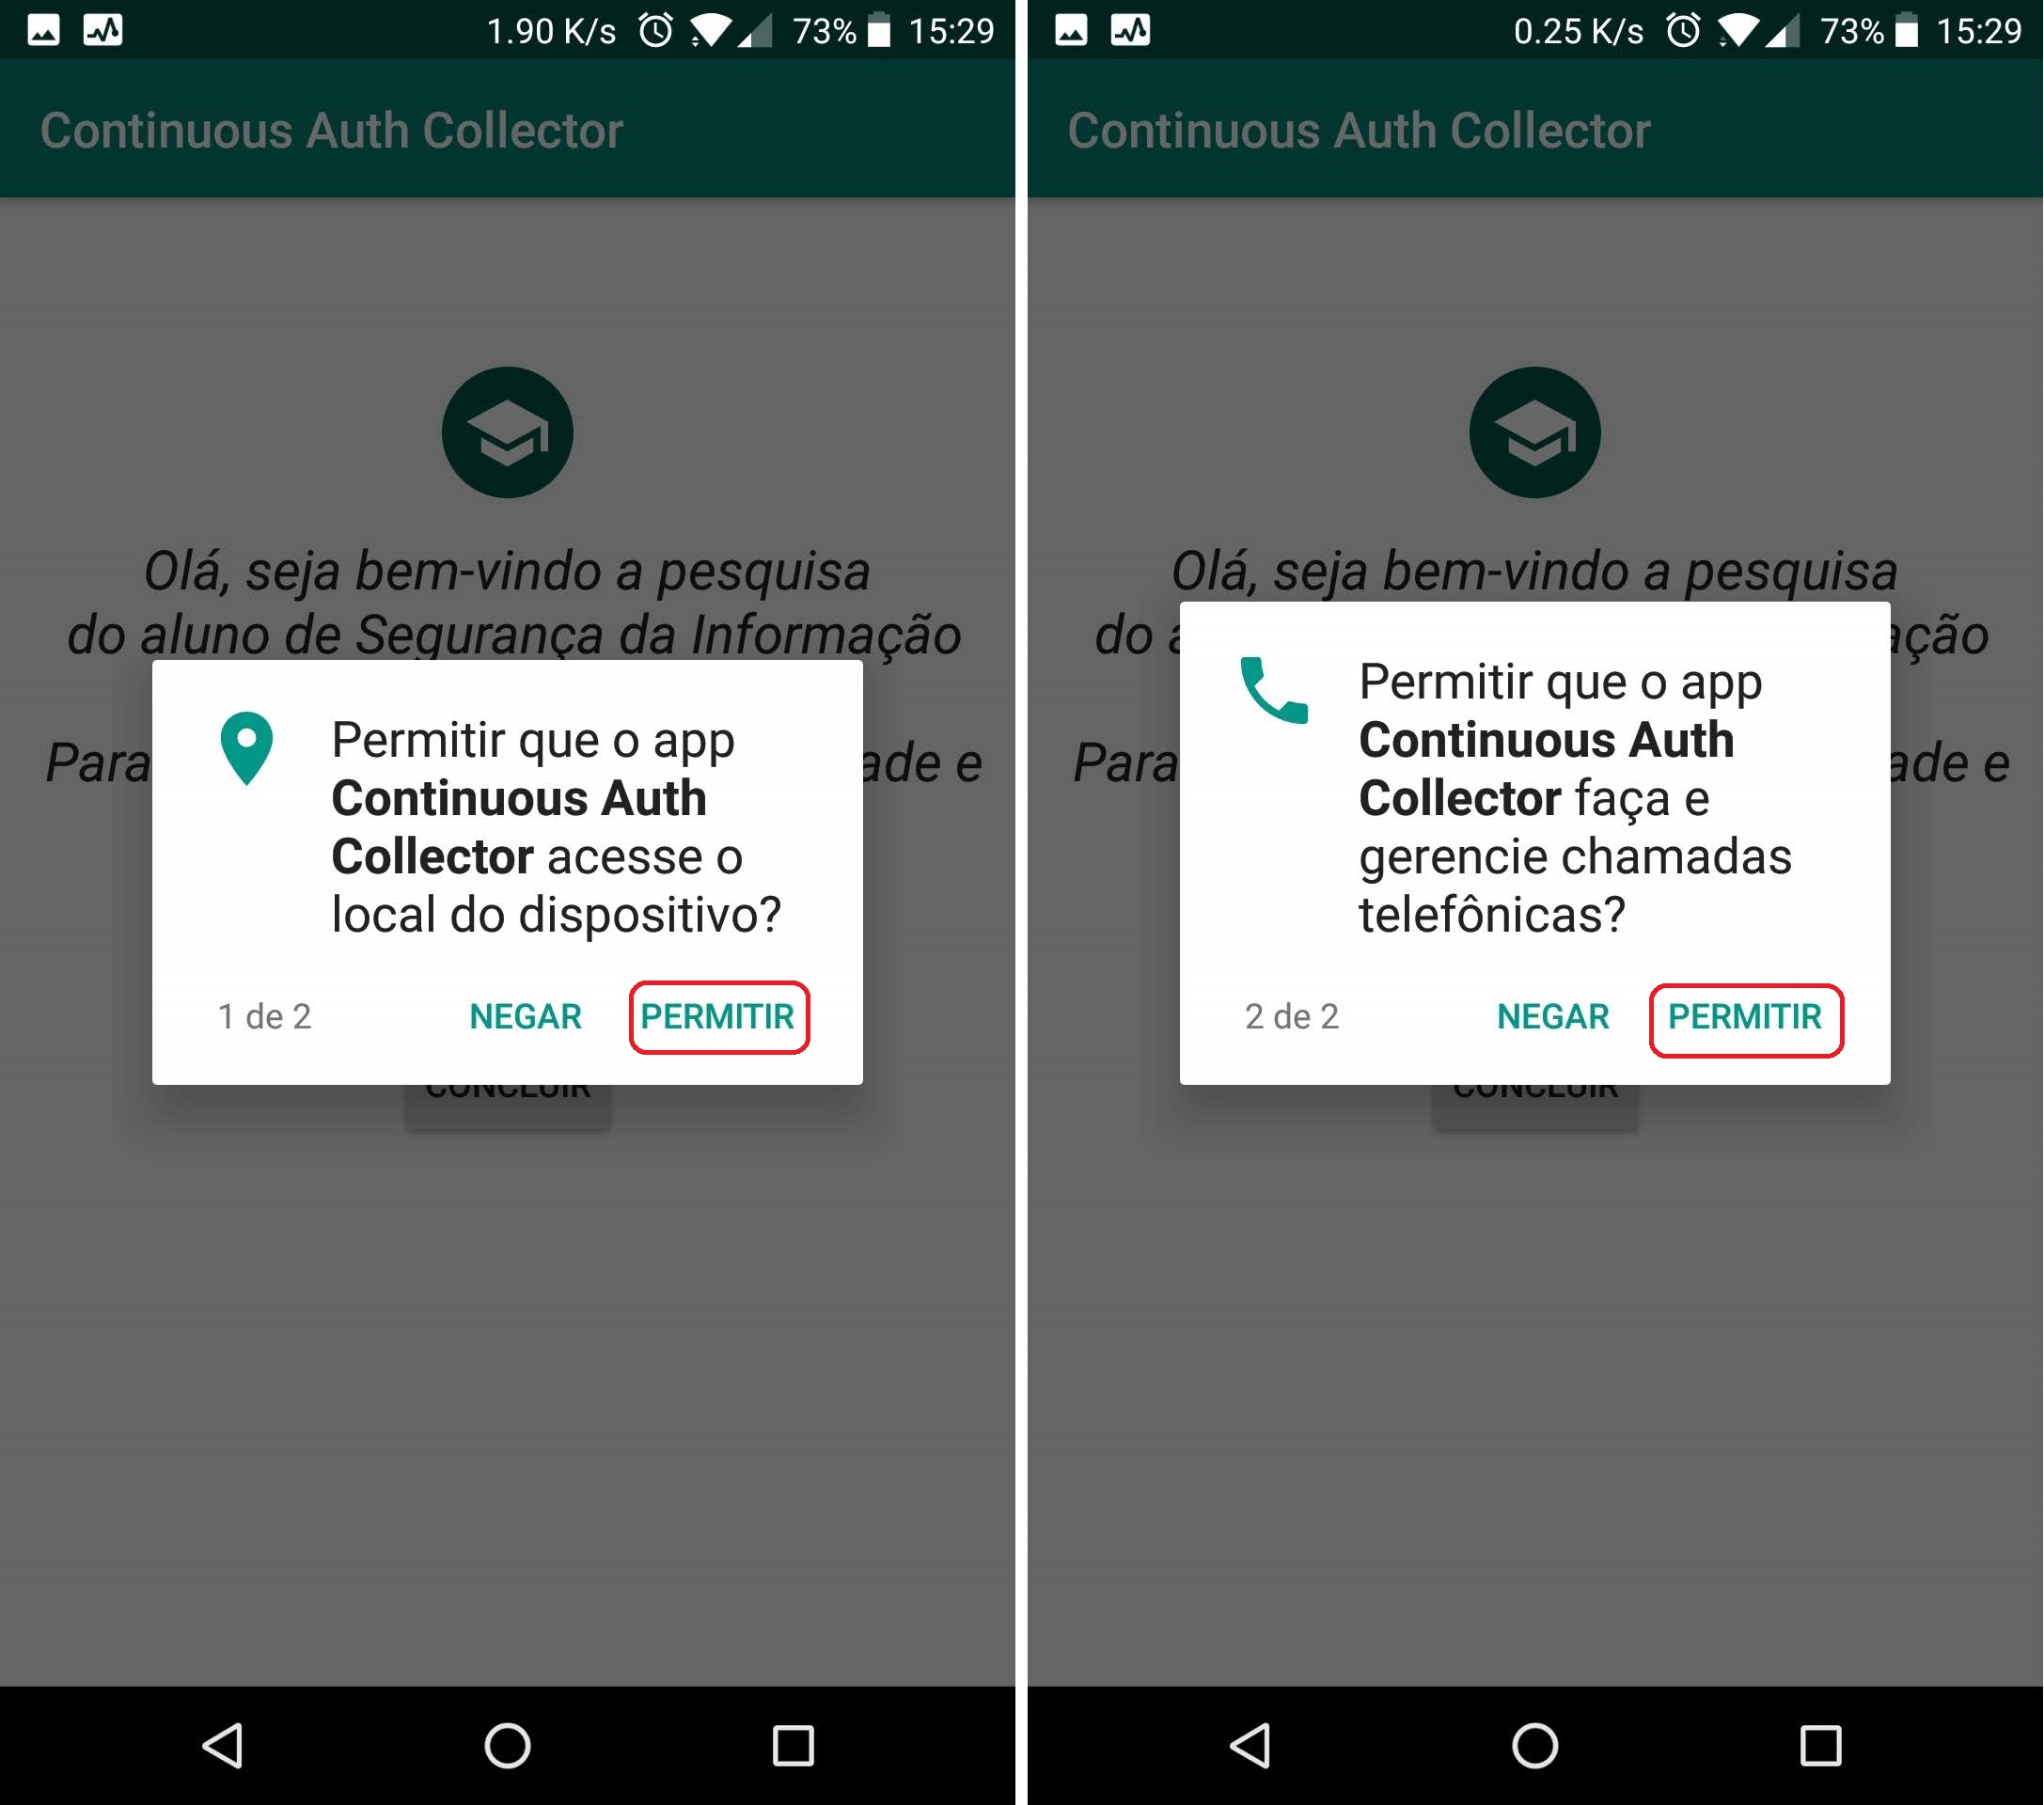 1.90 K/s 73% 15:29
Continuous Auth Collector
Olá, seja bem-vindo a pesquisa
do aluno de Segurança da Informação
Para ade e
Permitir que o app
Continuous Auth
Collector acesse o
local do dispositivo?
1 de 2 NEGAR PERMITIR
CONCLUIR
0.25 K/s 73% 15:29
Continuous Auth Collector
Olá, seja bem-vindo a pesquisa
do a ação
Para ade e
Permitir que o app
Continuous Auth
Collector faça e
gerencie chamadas
telefônicas?
2 de 2 NEGAR PERMITIR
CONCLUIR